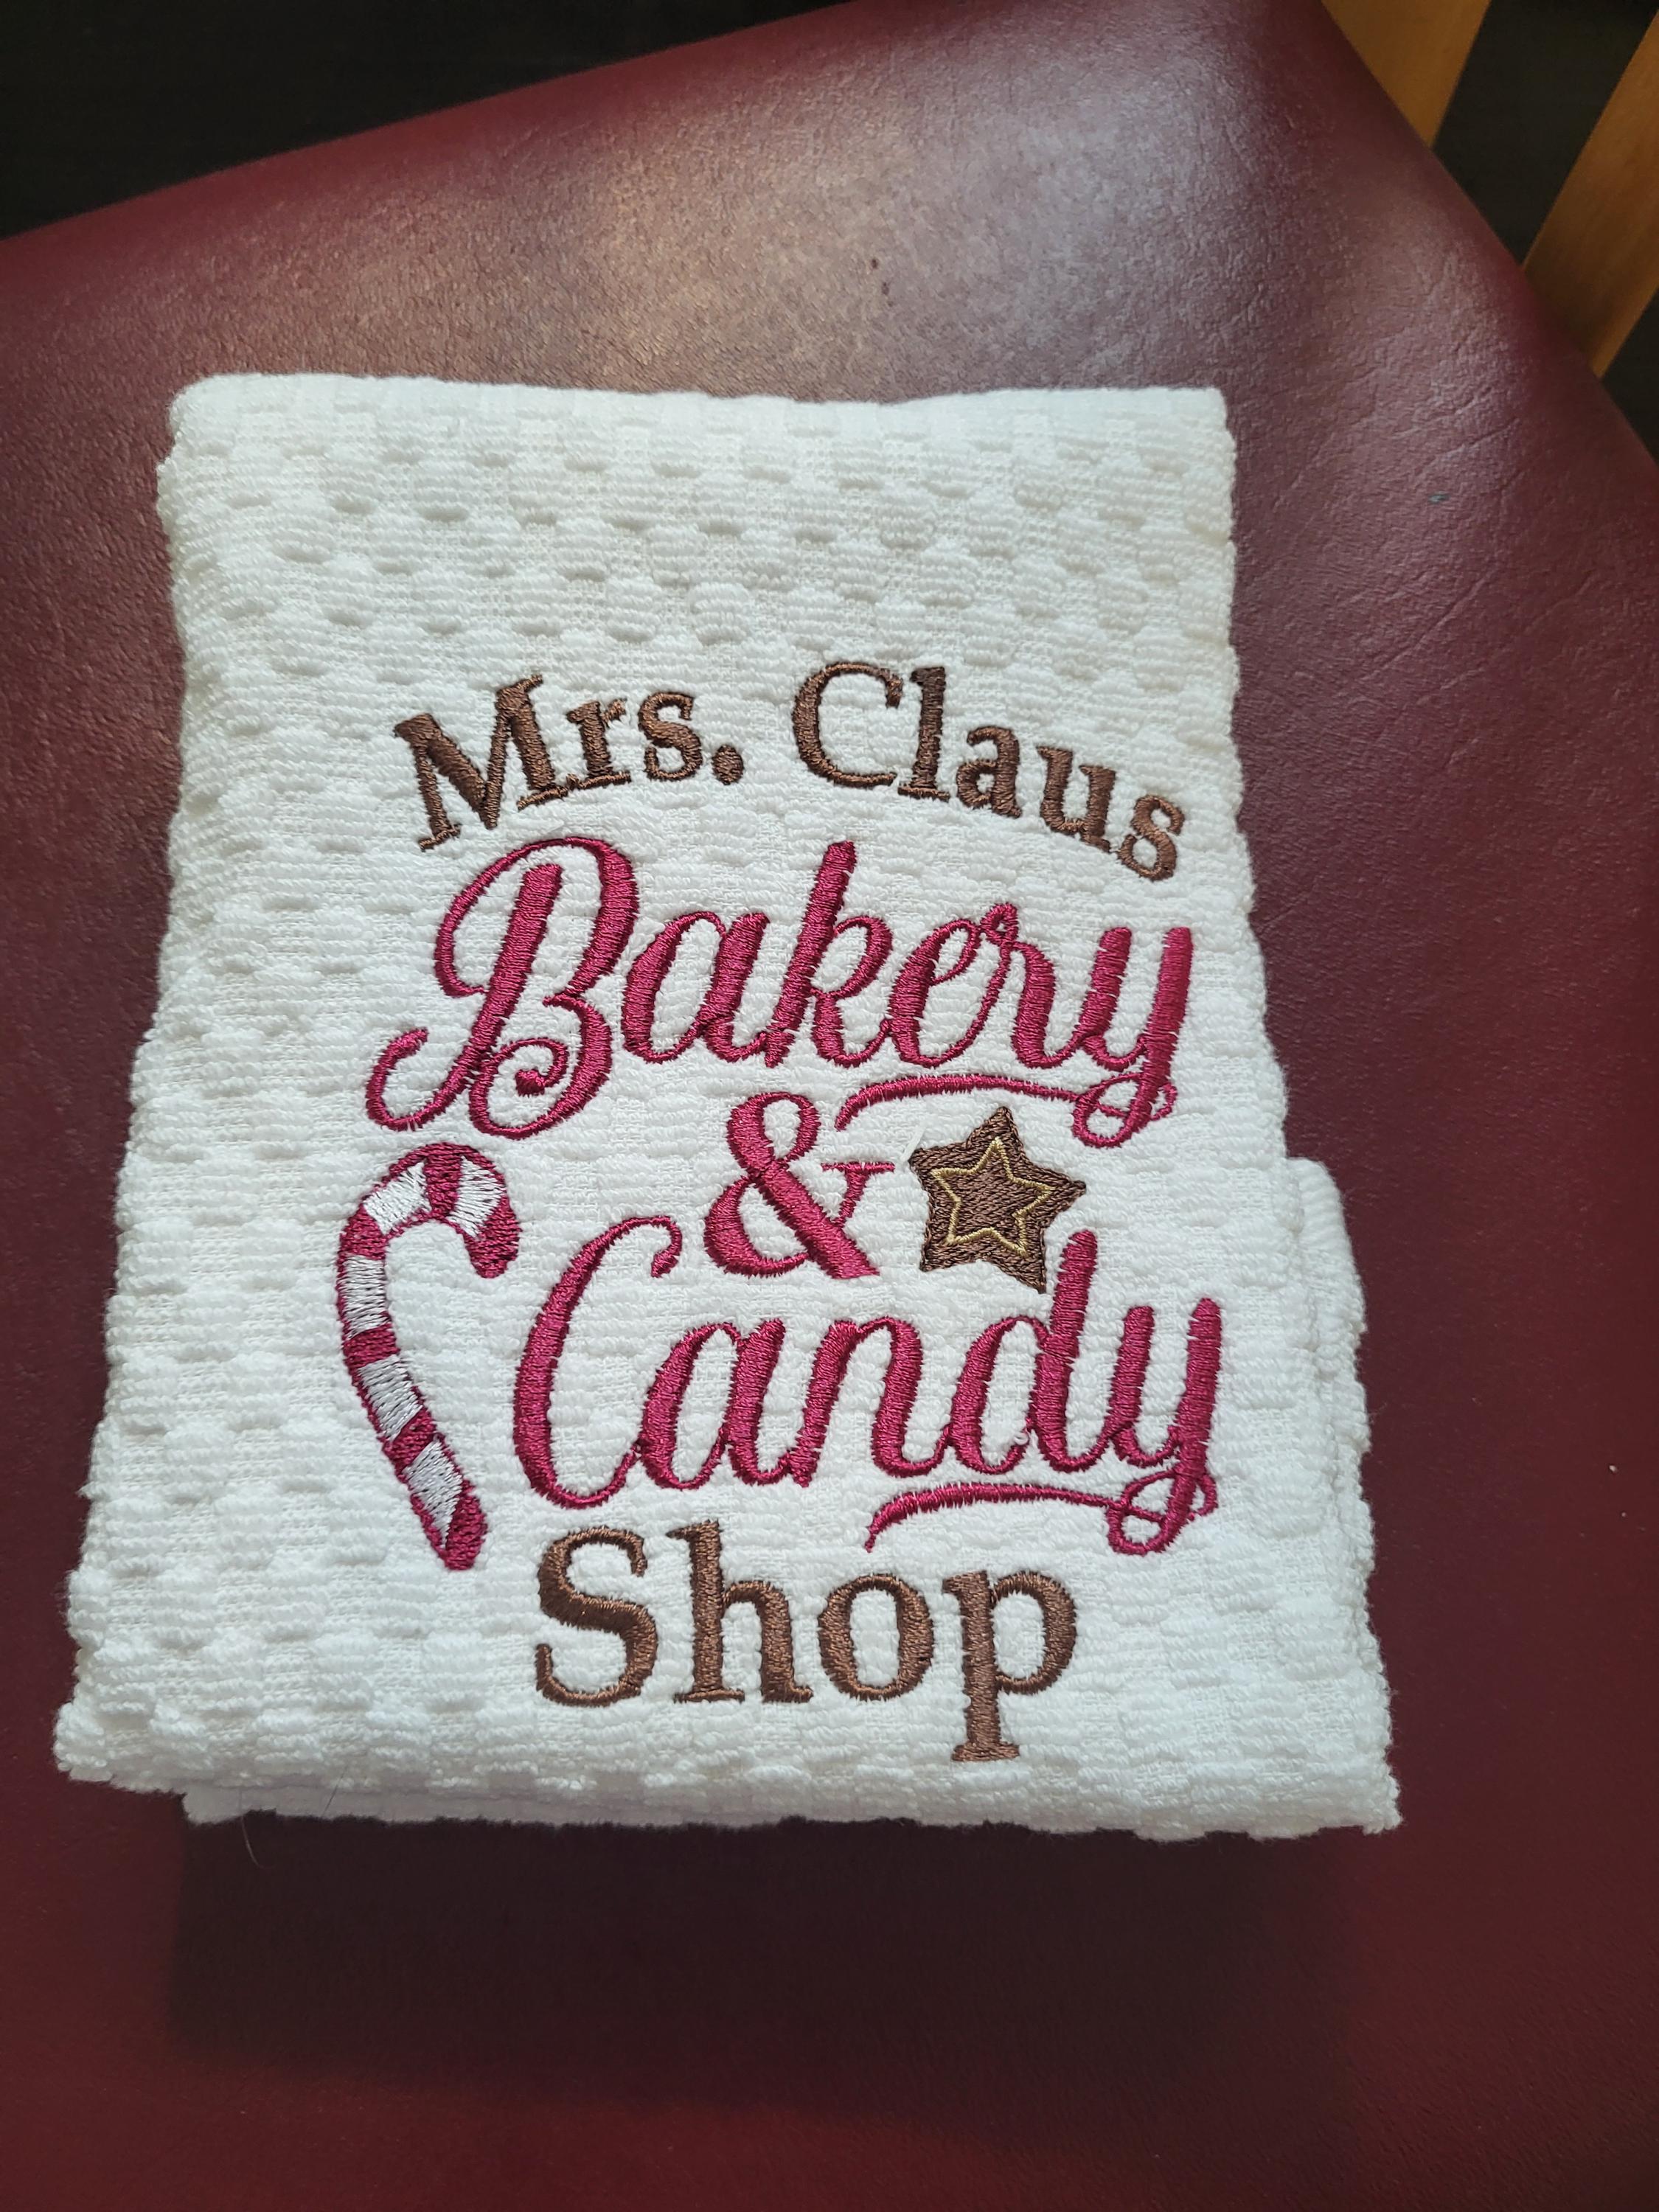 Mrs. Claus
Bakery
&
Candy
Shop